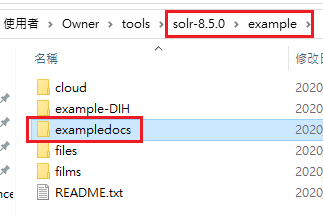 使用者 › Owner › tools › solr-8.5.0 › example ›
名稱 修改日
cloud 2020
example-DIH 2020
exampledocs 2020
files 2020
films 2020
README.txt 2020